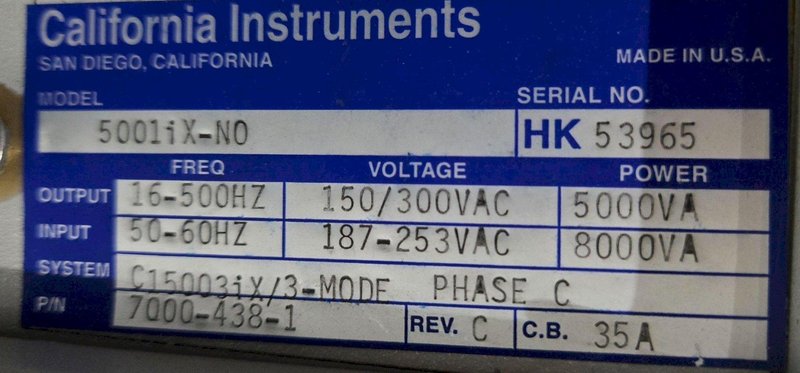 California Instruments
SAN DIEGO, CALIFORNIA
MADE IN U.S.A.
MODEL
SERIAL NO.
5001iX-NO
HK 53965
FREQ VOLTAGE POWER
OUTPUT 16-500HZ 150/300VAC 5000VA
INPUT 50-60HZ 187-253VAC 8000VA
SYSTEM C15003iX/3-MODE PHASE C
P/N 7000-438-1 REV. C C.B. 35A